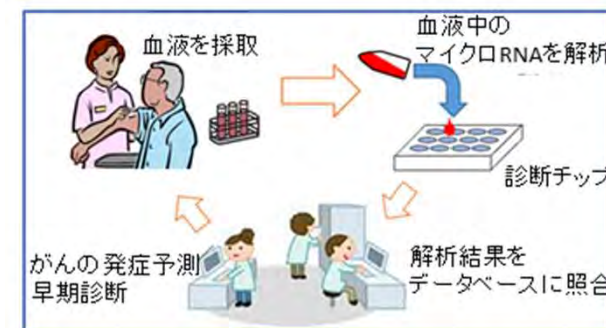 血液を採取
血液中の
マイクロRNAを解析
診断チップ
解析結果を
データベースに照合
がんの発症予測
早期診断